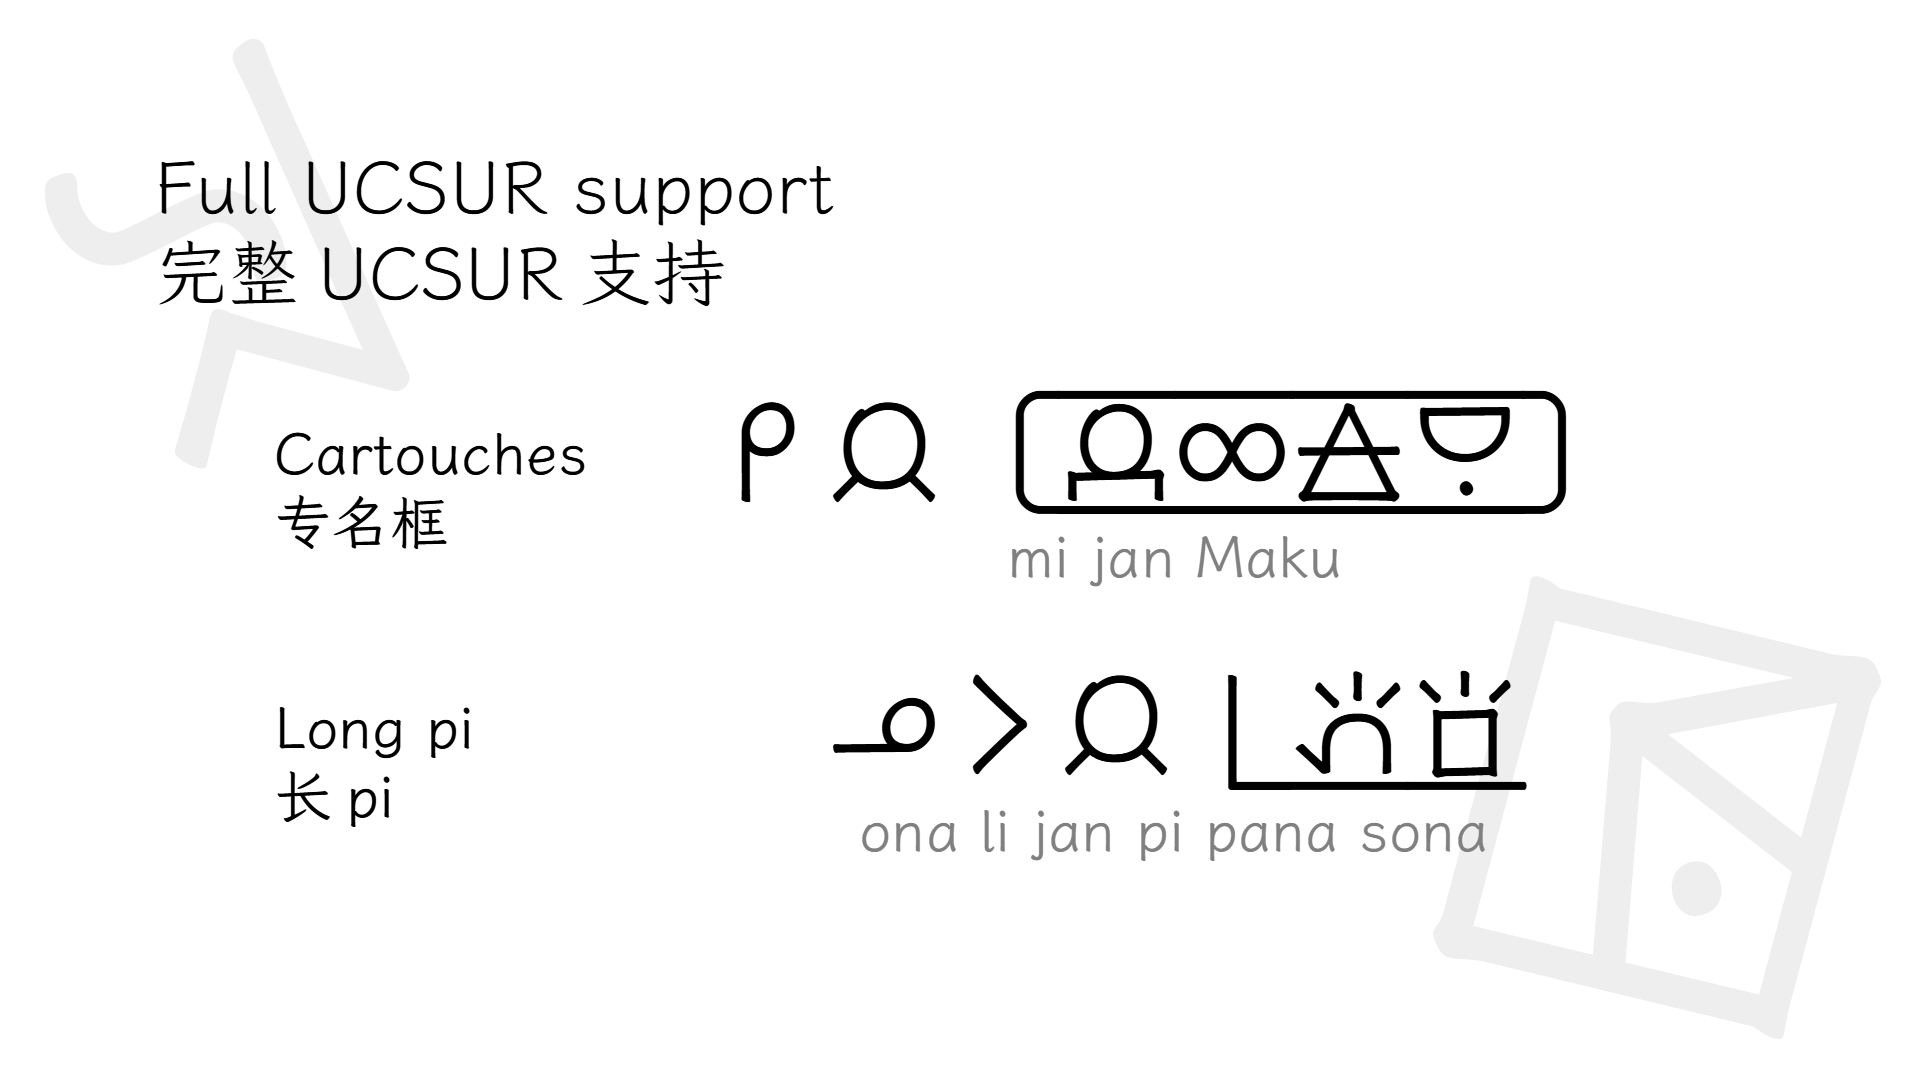 Full UCSUR support
完整 UCSUR 支持
Cartouches
专名框
mi jan Maku
Long pi
长 pi
ona li jan pi pana sona